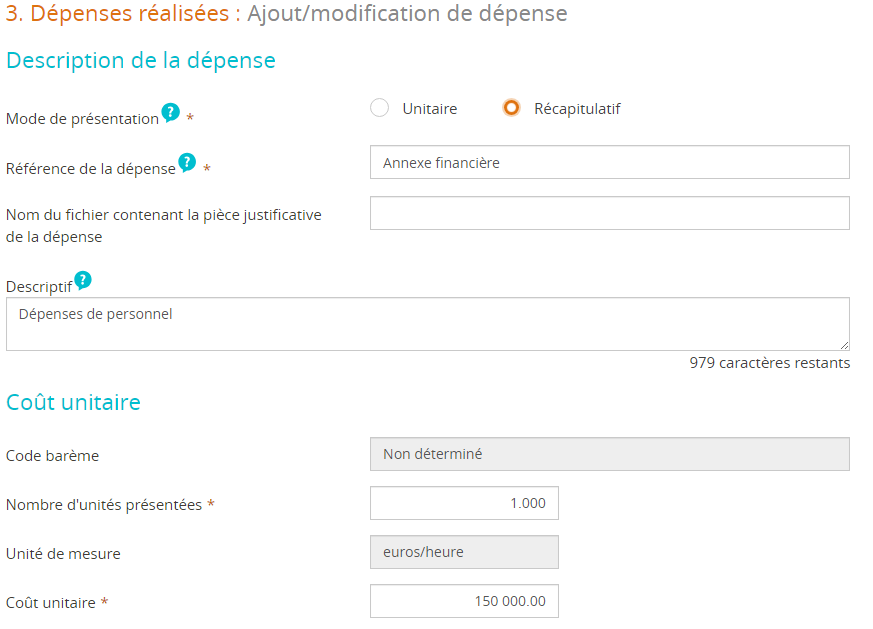 3. Dépenses réalisées : Ajout/modification de dépense
Description de la dépense
Mode de présentation ? * Unitaire Récapitulatif
Référence de la dépense ? * Annexe financière
Nom du fichier contenant la pièce justificative
de la dépense
Descriptif ?
Dépenses de personnel
979 caractères restants
Coût unitaire
Code barème Non déterminé
Nombre d'unités présentées * 1.000
Unité de mesure euros/heure
Coût unitaire * 150 000.00